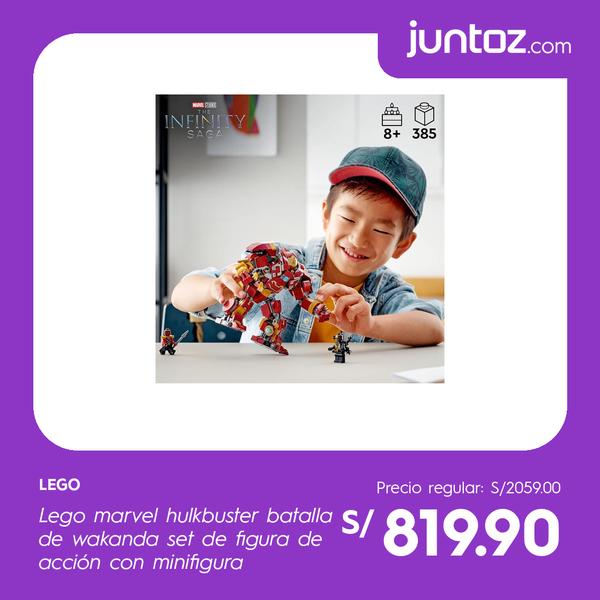 juntoz.com
MARVEL STUDIOS
THE
INFINITY
SAGA
8+
385
LEGO
Lego marvel hulkbuster batalla
de wakanda set de figura de
acción con minifigura
Precio regular: S/2059.00
S/ 819.90